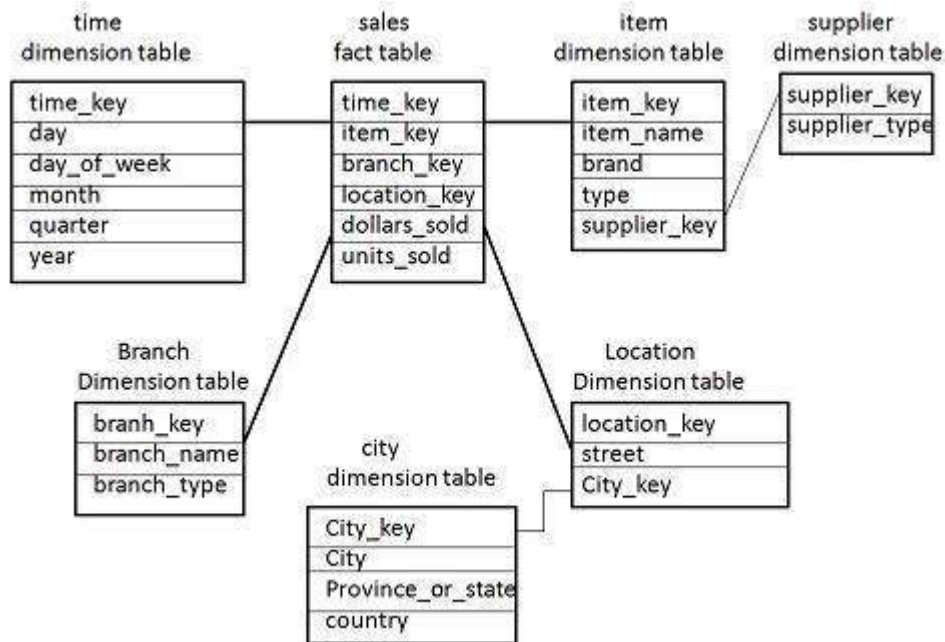 time
dimension table
time_key
day
day_of_week
month
quarter
year
sales
fact table
time_key
item_key
branch_key
location_key
dollars_sold
units_sold
item
dimension table
item_key
item_name
brand
type
supplier_key
supplier
dimension table
supplier_key
supplier_type
Branch
Dimension table
branh_key
branch_name
branch_type
city
dimension table
City_key
City
Province_or_state
country
Location
Dimension table
location_key
street
City_key